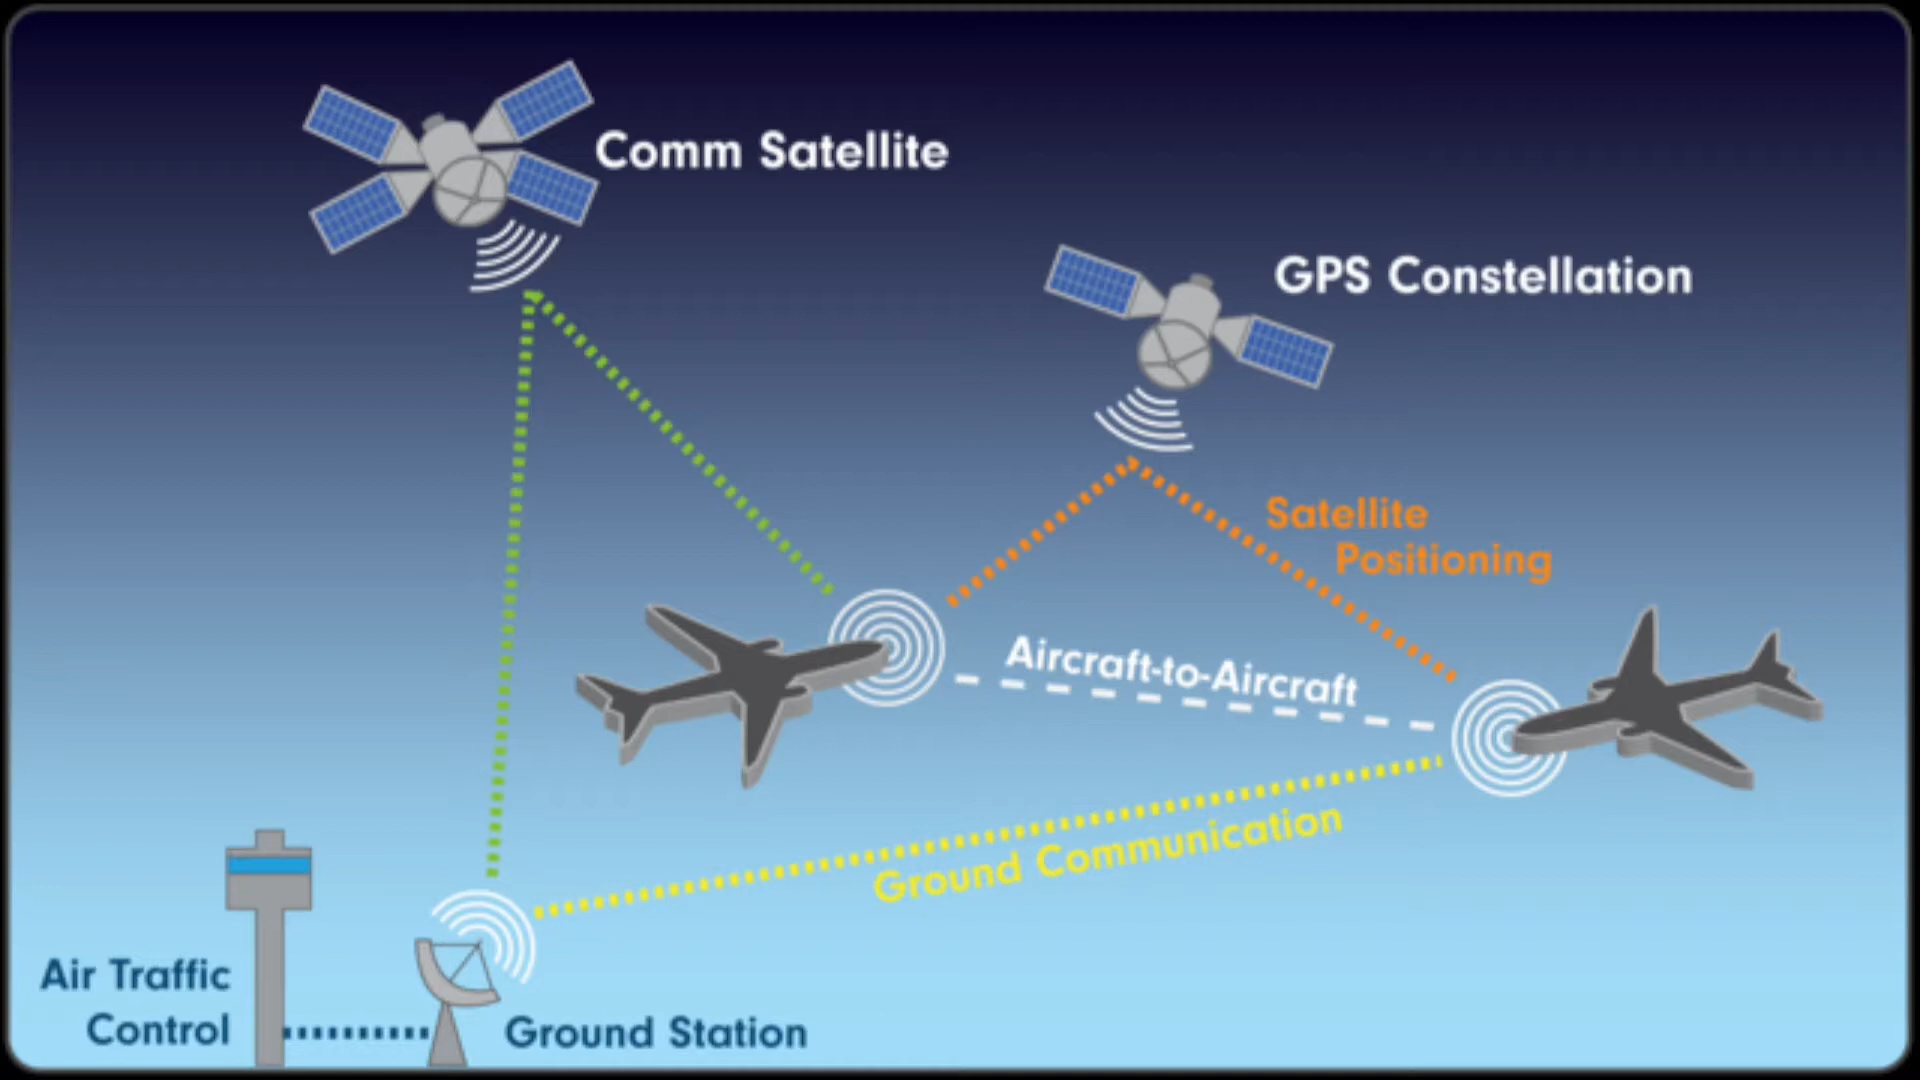 Comm Satellite
GPS Constellation
Satellite
Positioning
Aircraft-to-Aircraft
Ground Communication
Air Traffic
Control
Ground Station